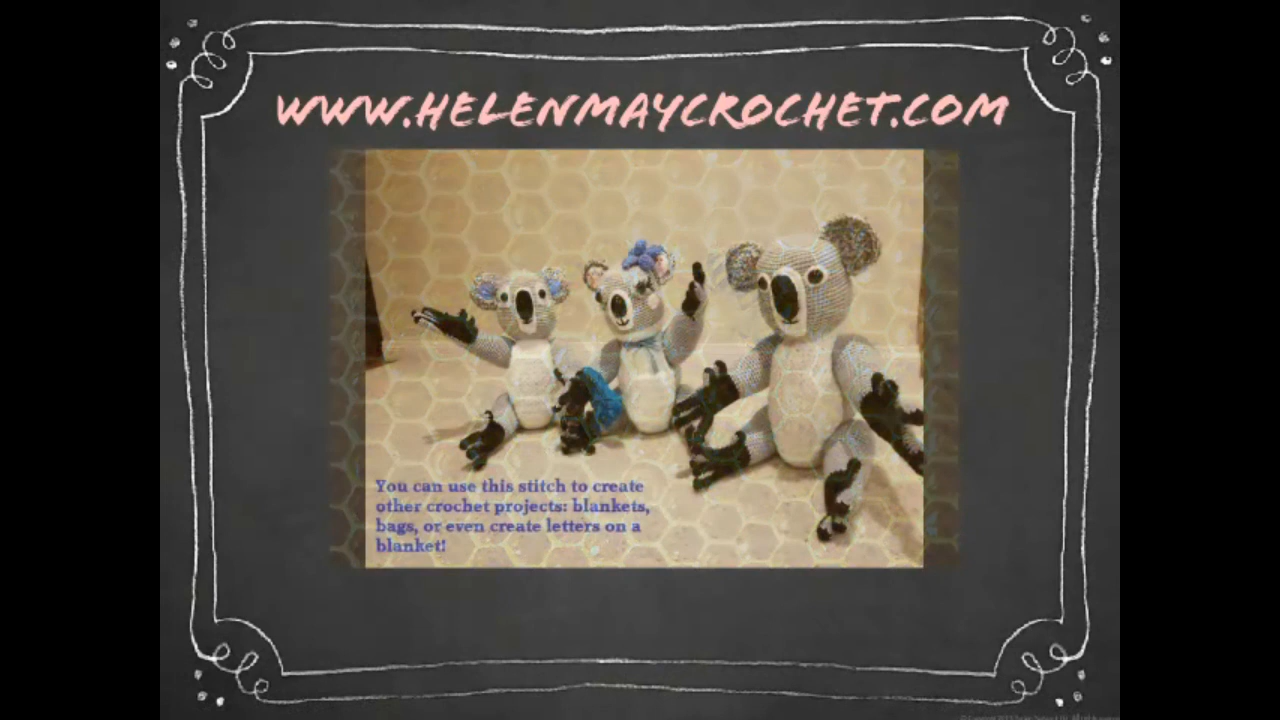 WWW.HELENMAYCROCHET.COM
You can use this stitch to create
other crochet projects: blankets,
bags, or even create letters on a
blanket!